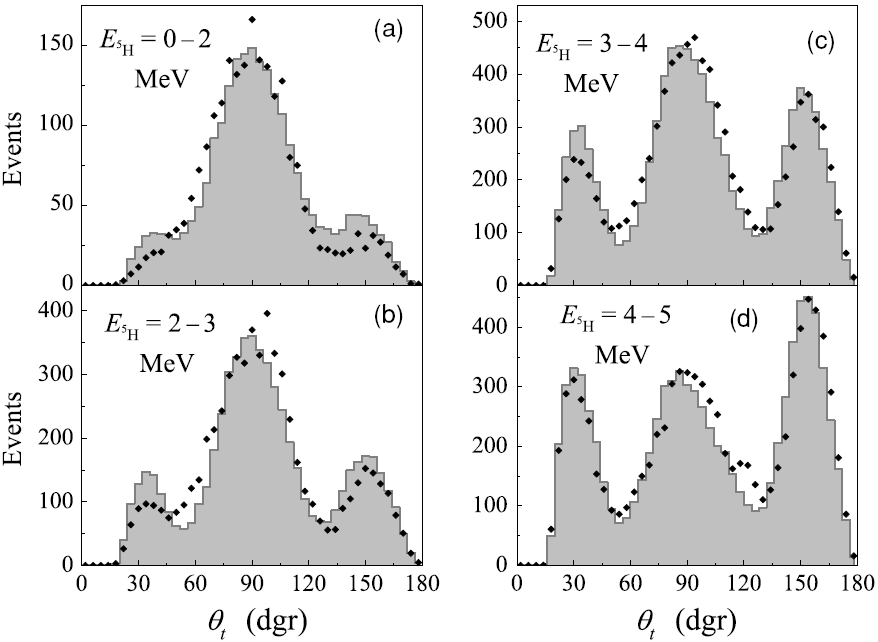 (a)
E⁵H = 0 – 2
MeV
Events
150
100
50
0
(b)
E⁵H = 2 – 3
MeV
Events
400
300
200
100
0
0 30 60 90 120 150 180
θt (dgr)
(c)
E⁵H = 3 – 4
MeV
500
400
300
200
100
0
(d)
E⁵H = 4 – 5
MeV
400
300
200
100
0
0 30 60 90 120 150 180
θt (dgr)